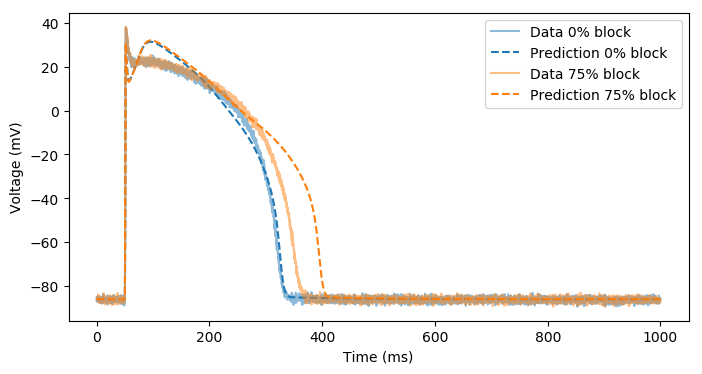 Data 0% block
Prediction 0% block
Data 75% block
Prediction 75% block
Voltage (mV)
40
20
0
−20
−40
−60
−80
0 200 400 600 800 1000
Time (ms)